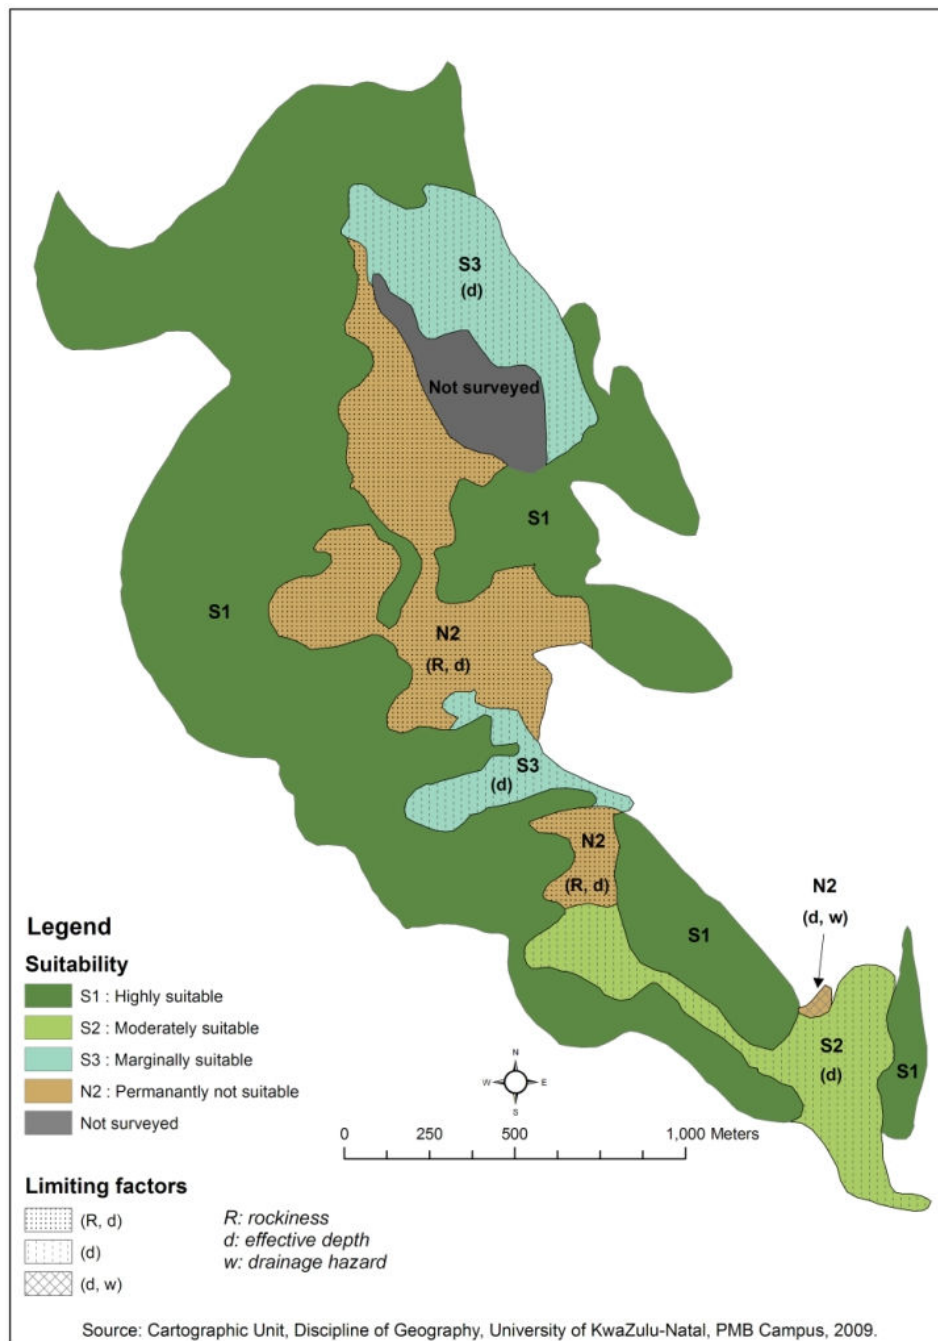 S3
(d)
Not surveyed
S1
S1
N2
(R, d)
S3
(d)
N2
(R, d)
N2
(d, w)
S1
S2
(d)
S1
Legend
Suitability
S1 : Highly suitable
S2 : Moderately suitable
S3 : Marginally suitable
N2 : Permanantly not suitable
Not surveyed
N
W E
S
0 250 500 1,000 Meters
Limiting factors
(R, d)
(d)
(d, w)
R: rockiness
d: effective depth
w: drainage hazard
Source: Cartographic Unit, Discipline of Geography, University of KwaZulu-Natal, PMB Campus, 2009.